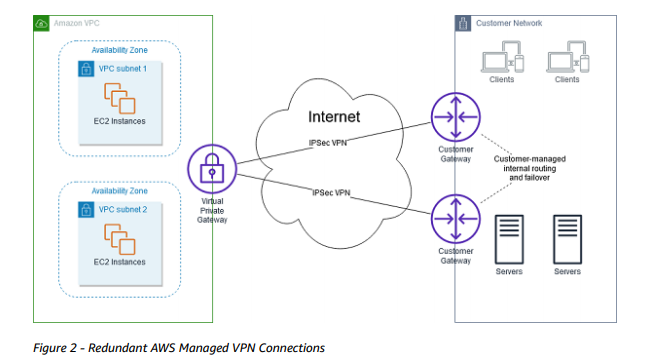 Amazon VPC
Availability Zone
VPC subnet 1
EC2 Instances
Availability Zone
VPC subnet 2
EC2 Instances
Virtual
Private
Gateway
Internet
IPSec VPN
IPSec VPN
Customer Network
Clients
Clients
Customer
Gateway
Customer-managed
internal routing
and failover
Customer
Gateway
Servers
Servers
Figure 2 - Redundant AWS Managed VPN Connections